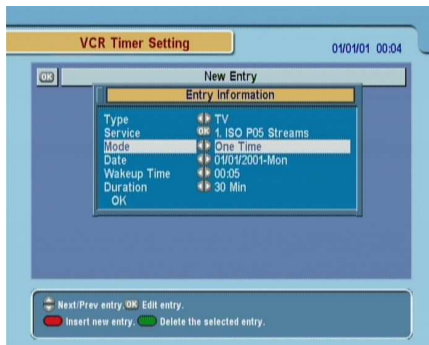 VCR Timer Setting
01/01/01 00:04
OK New Entry
Entry Information
Type TV
Service OK 1. ISO P05 Streams
Mode One Time
Date 01/01/2001-Mon
Wakeup Time 00:05
Duration 30 Min
OK
Next/Prev entry, OK Edit entry.
Insert new entry. Delete the selected entry.